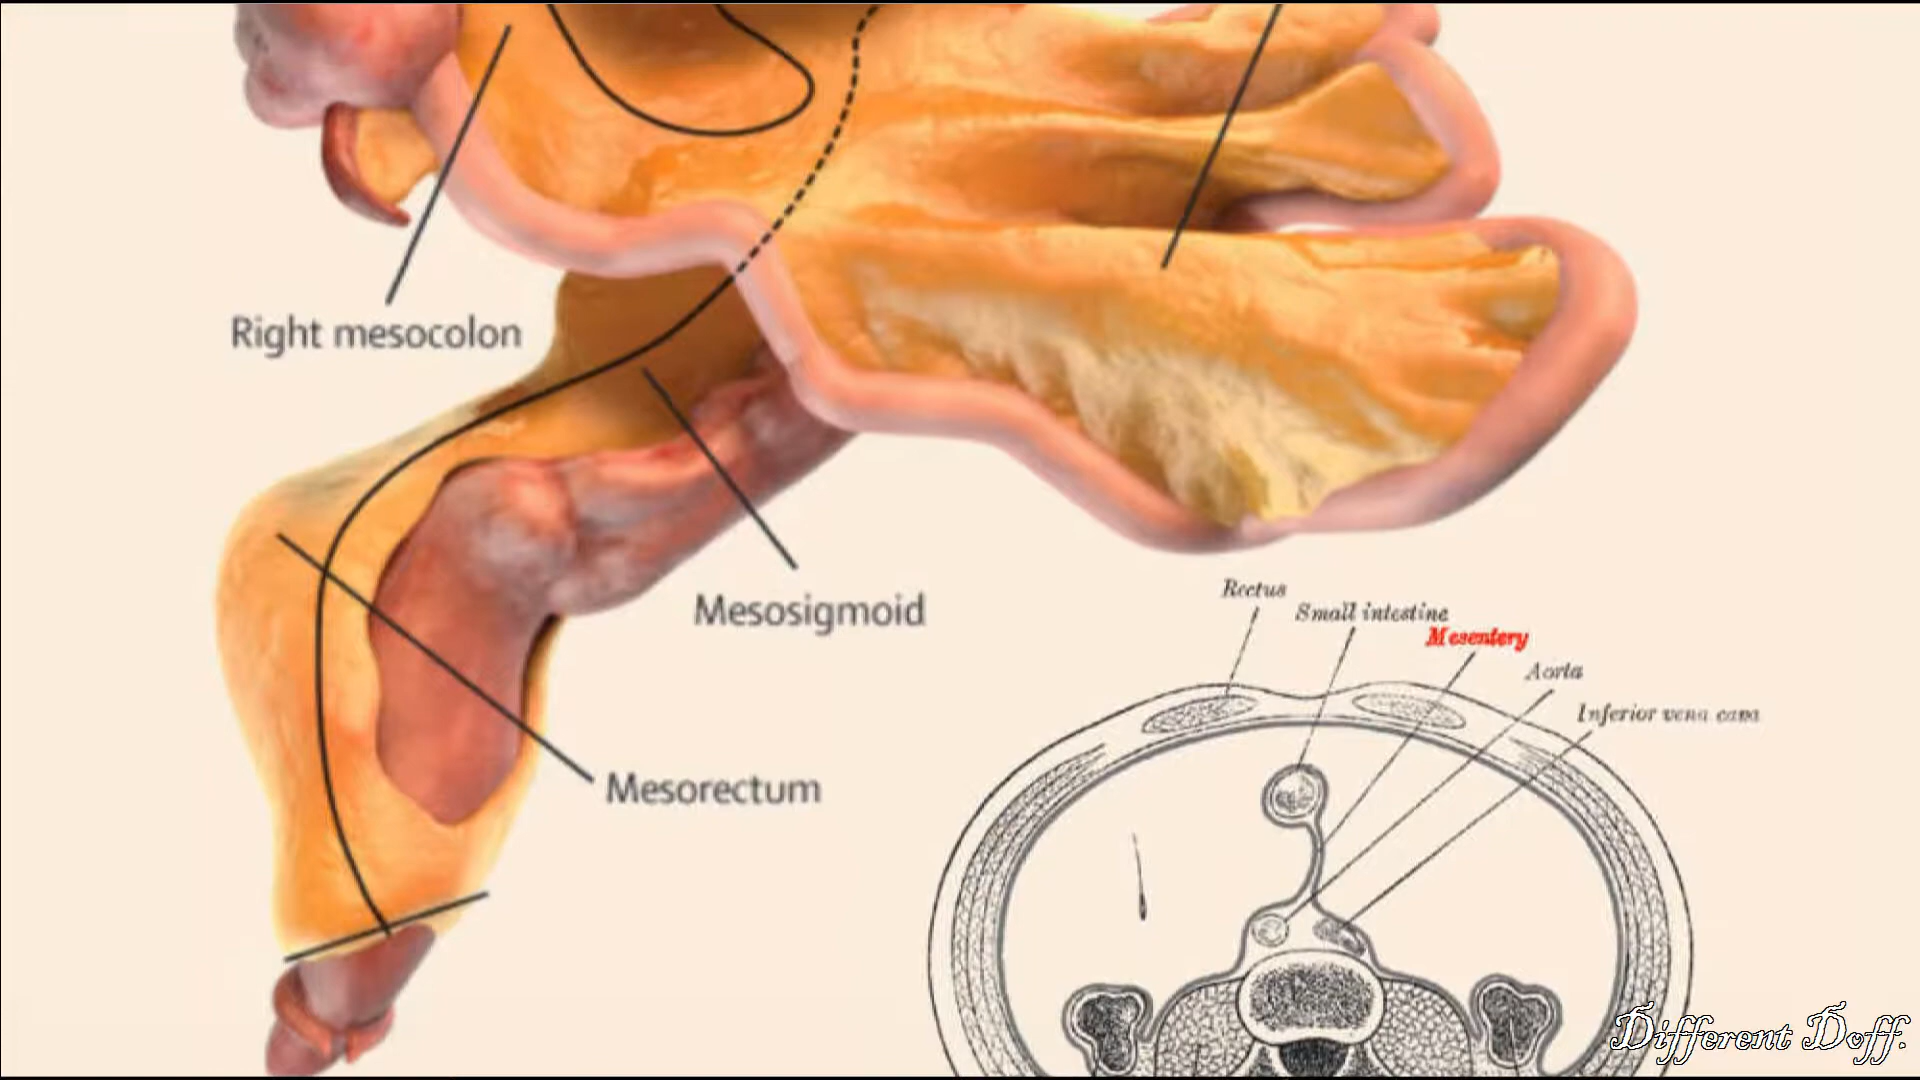 Right mesocolon
Mesosigmoid
Mesorectum
Rectus
Small intestine
Mesentery
Aorta
Inferior vena cava
Different Doff.